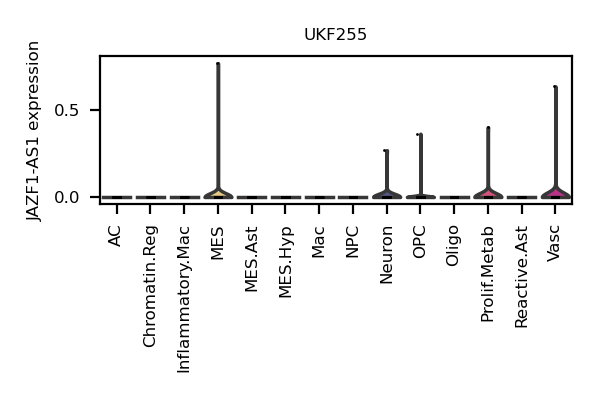 UKF255
JAZF1-AS1 expression
0.5
0.0
AC
Chromatin.Reg
Inflammatory.Mac
MES
MES.Ast
MES.Hyp
Mac
NPC
Neuron
OPC
Oligo
Prolif.Metab
Reactive.Ast
Vasc